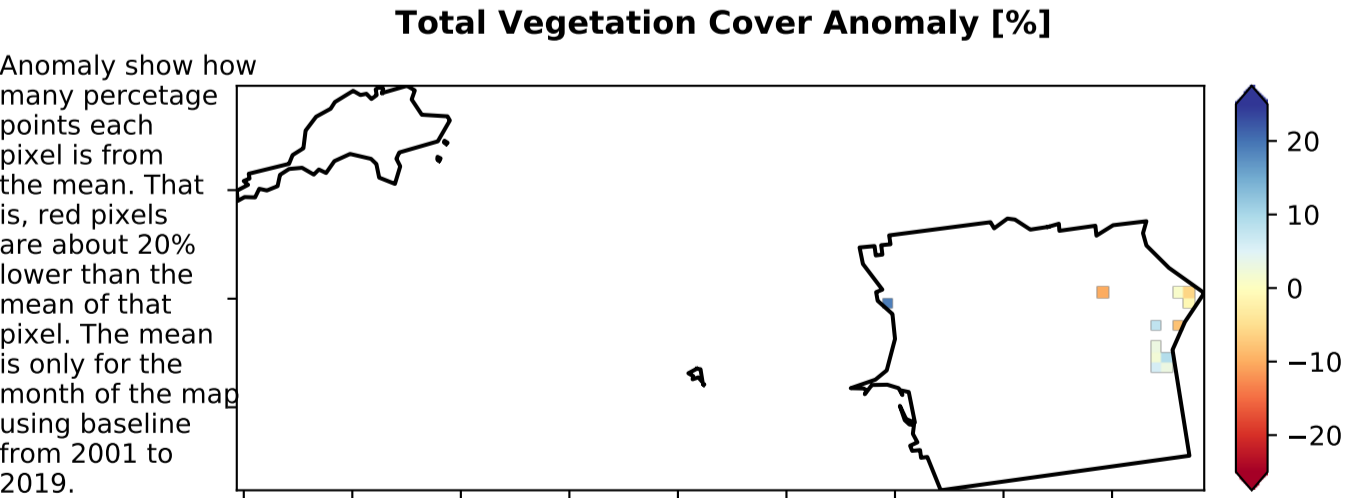 Total Vegetation Cover Anomaly [%]
Anomaly show how
many percetage
points each
pixel is from
the mean. That
is, red pixels
are about 20%
lower than the
mean of that
pixel. The mean
is only for the
month of the map
using baseline
from 2001 to
2019.
20
10
0
−10
−20